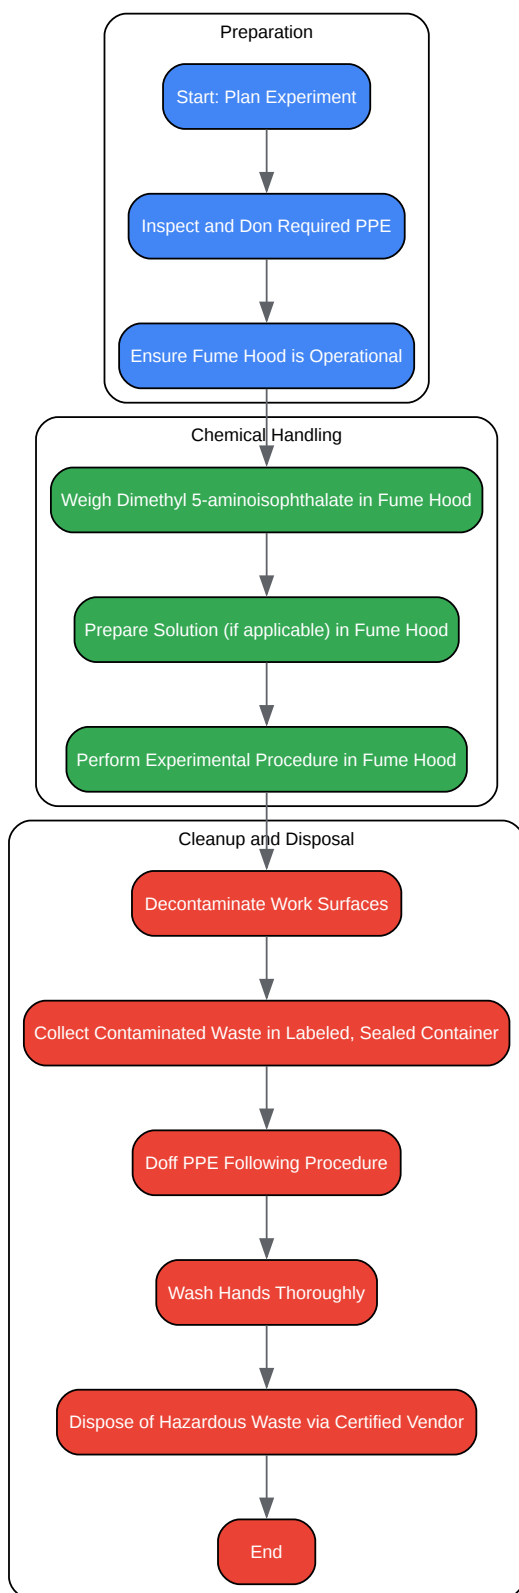 Preparation
Start: Plan Experiment
Inspect and Don Required PPE
Ensure Fume Hood is Operational
Chemical Handling
Weigh Dimethyl 5-aminoisophthalate in Fume Hood
Prepare Solution (if applicable) in Fume Hood
Perform Experimental Procedure in Fume Hood
Cleanup and Disposal
Decontaminate Work Surfaces
Collect Contaminated Waste in Labeled, Sealed Container
Doff PPE Following Procedure
Wash Hands Thoroughly
Dispose of Hazardous Waste via Certified Vendor
End